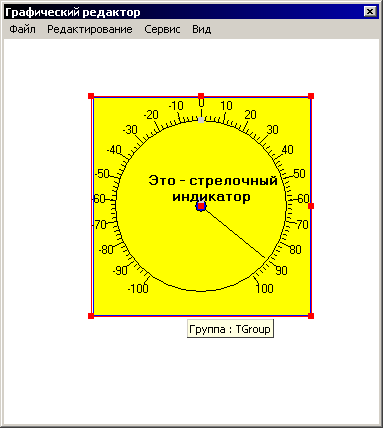 Графический редактор
Файл Редактирование Сервис Вид
-10 0 10
-20 20
-30 30
-40 40
-50 50
-60 60
-70 70
-80 80
-90 90
-100 100
Это - стрелочный
индикатор
Группа : TGroup